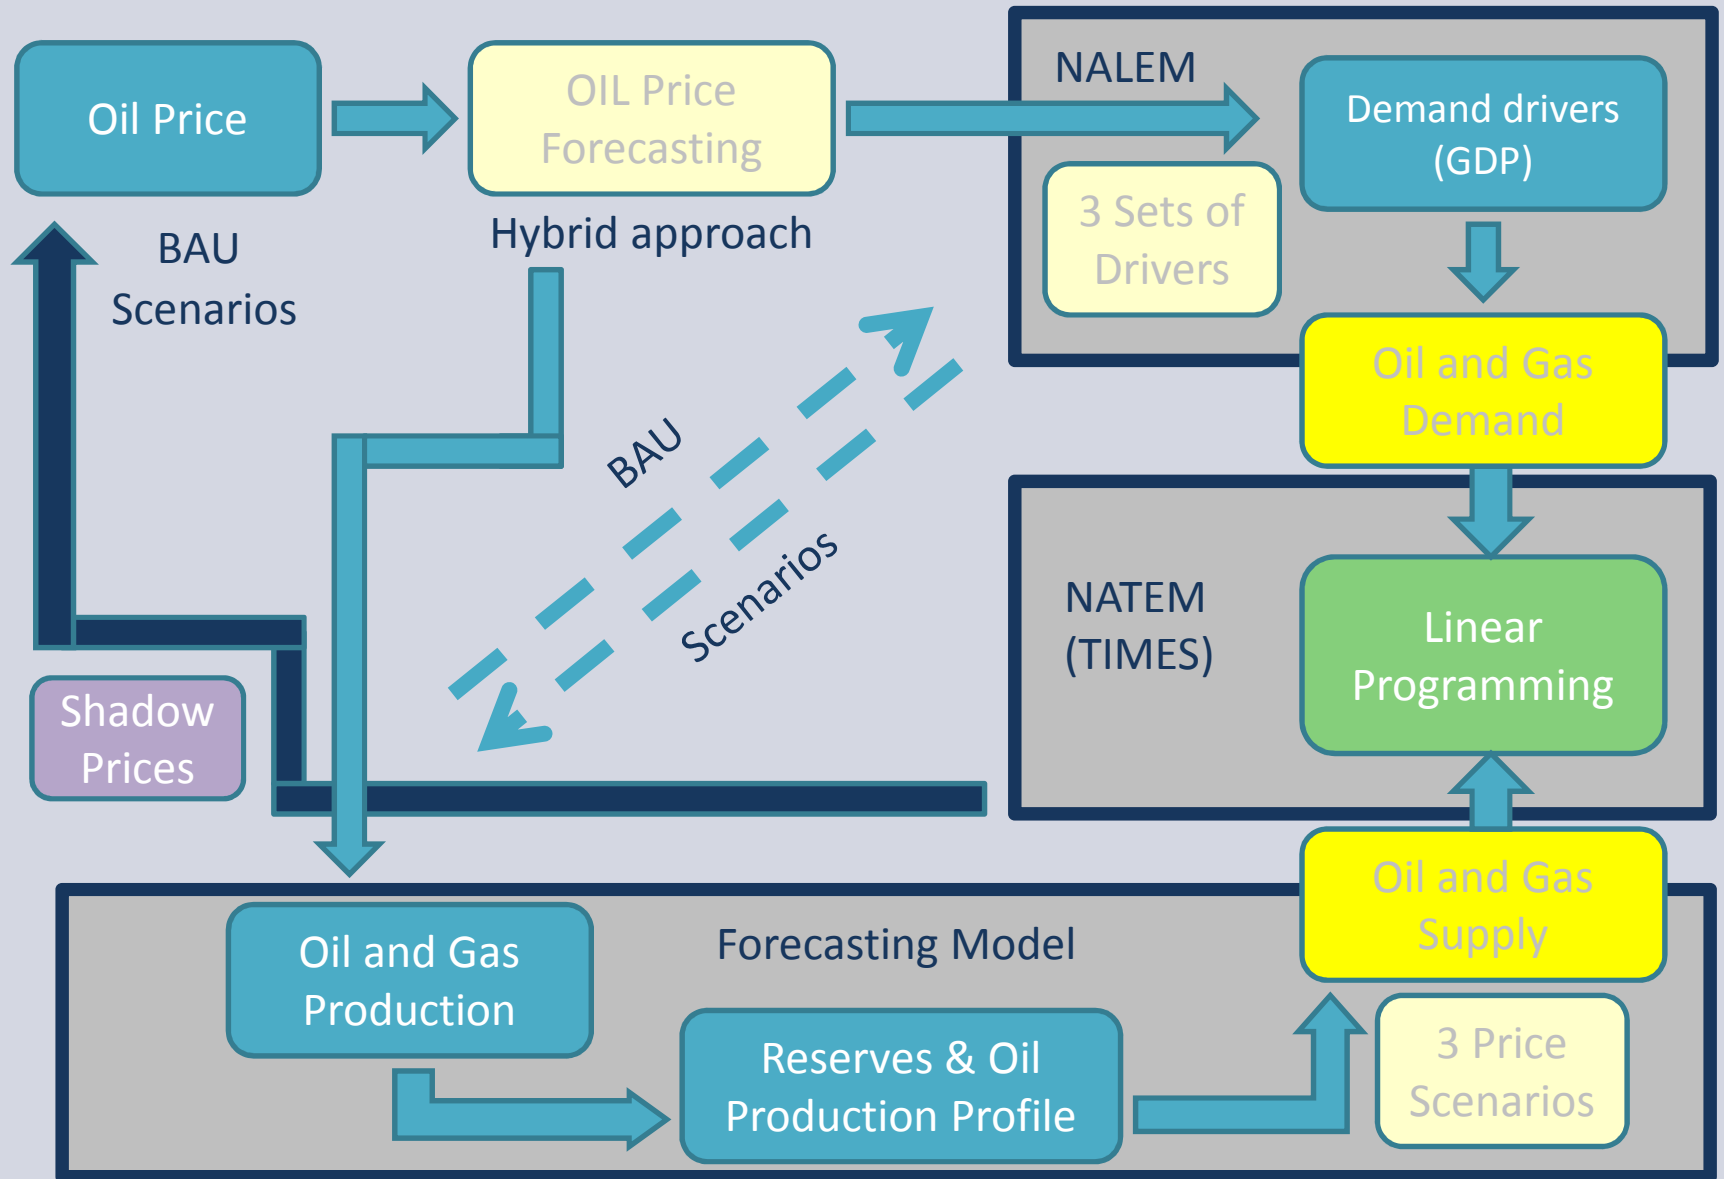 Oil Price
OIL Price
Forecasting
NALEM
Demand drivers
(GDP)
3 Sets of
Drivers
BAU
Scenarios
Hybrid approach
Oil and Gas
Demand
BAU
Scenarios
NATEM
(TIMES)
Linear
Programming
Shadow
Prices
Oil and Gas
Supply
Forecasting Model
Oil and Gas
Production
Reserves & Oil
Production Profile
3 Price
Scenarios